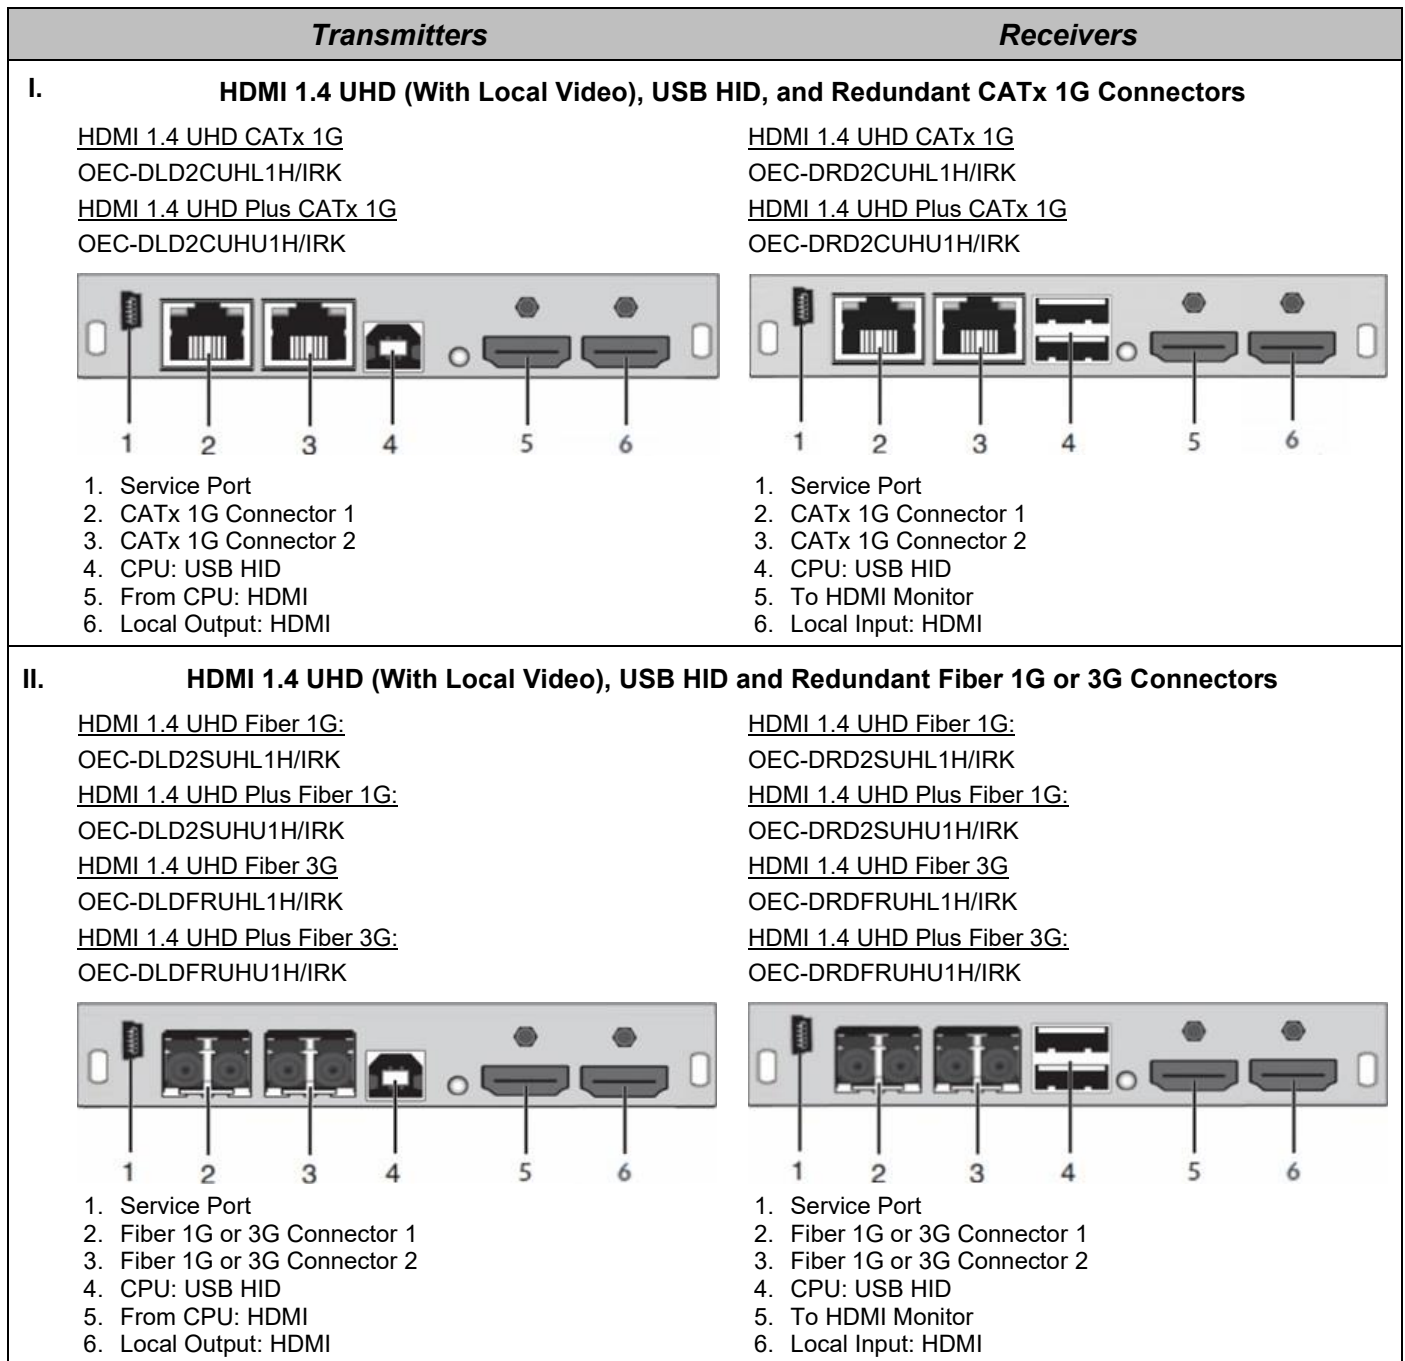 Transmitters Receivers
I. HDMI 1.4 UHD (With Local Video), USB HID, and Redundant CATx 1G Connectors
HDMI 1.4 UHD CATx 1G
OEC-DLD2CUHL1H/IRK
HDMI 1.4 UHD Plus CATx 1G
OEC-DLD2CUHU1H/IRK
1 2 3 4 5 6
1. Service Port
2. CATx 1G Connector 1
3. CATx 1G Connector 2
4. CPU: USB HID
5. From CPU: HDMI
6. Local Output: HDMI
HDMI 1.4 UHD CATx 1G
OEC-DRD2CUHL1H/IRK
HDMI 1.4 UHD Plus CATx 1G
OEC-DRD2CUHU1H/IRK
1 2 3 4 5 6
1. Service Port
2. CATx 1G Connector 1
3. CATx 1G Connector 2
4. CPU: USB HID
5. To HDMI Monitor
6. Local Input: HDMI
II. HDMI 1.4 UHD (With Local Video), USB HID and Redundant Fiber 1G or 3G Connectors
HDMI 1.4 UHD Fiber 1G:
OEC-DLD2SUHL1H/IRK
HDMI 1.4 UHD Plus Fiber 1G:
OEC-DLD2SUHU1H/IRK
HDMI 1.4 UHD Fiber 3G
OEC-DLDFRUHL1H/IRK
HDMI 1.4 UHD Plus Fiber 3G:
OEC-DLDFRUHU1H/IRK
1 2 3 4 5 6
1. Service Port
2. Fiber 1G or 3G Connector 1
3. Fiber 1G or 3G Connector 2
4. CPU: USB HID
5. From CPU: HDMI
6. Local Output: HDMI
HDMI 1.4 UHD Fiber 1G:
OEC-DRD2SUHL1H/IRK
HDMI 1.4 UHD Plus Fiber 1G:
OEC-DRD2SUHU1H/IRK
HDMI 1.4 UHD Fiber 3G
OEC-DRDFRUHL1H/IRK
HDMI 1.4 UHD Plus Fiber 3G:
OEC-DRDFRUHU1H/IRK
1 2 3 4 5 6
1. Service Port
2. Fiber 1G or 3G Connector 1
3. Fiber 1G or 3G Connector 2
4. CPU: USB HID
5. To HDMI Monitor
6. Local Input: HDMI